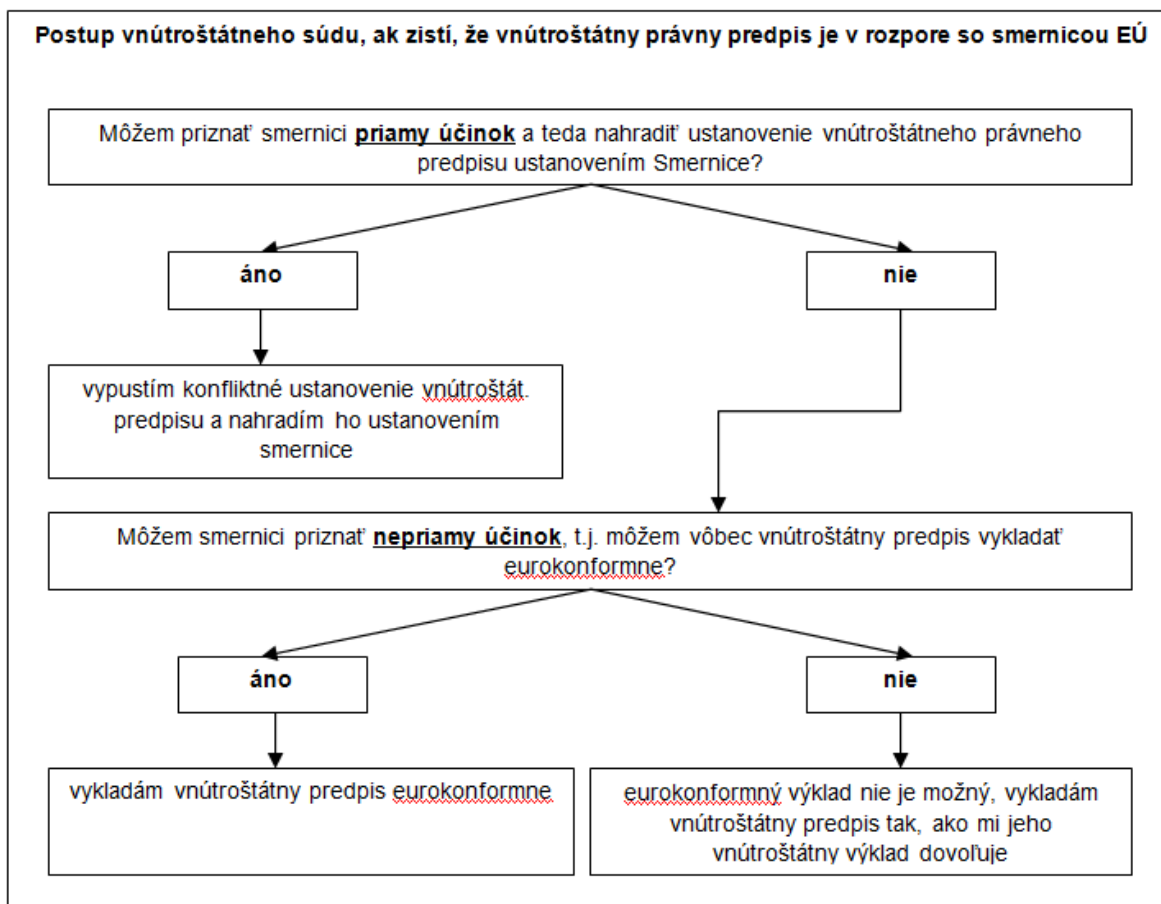 Postup vnútroštátneho súdu, ak zistí, že vnútroštátny právny predpis je v rozpore so smernicou EÚ
Môžem priznať smernici priamy účinok a teda nahradiť ustanovenie vnútroštátneho právneho
predpisu ustanovením Smernice?
áno
nie
vypustím konfliktné ustanovenie vnútroštát.
predpisu a nahradím ho ustanovením
smernice
Môžem smernici priznať nepriamy účinok, t.j. môžem vôbec vnútroštátny predpis vykladať
eurokonformne?
áno
nie
vykladám vnútroštátny predpis eurokonformne
eurokonformný výklad nie je možný, vykladám
vnútroštátny predpis tak, ako mi jeho
vnútroštátny výklad dovoľuje